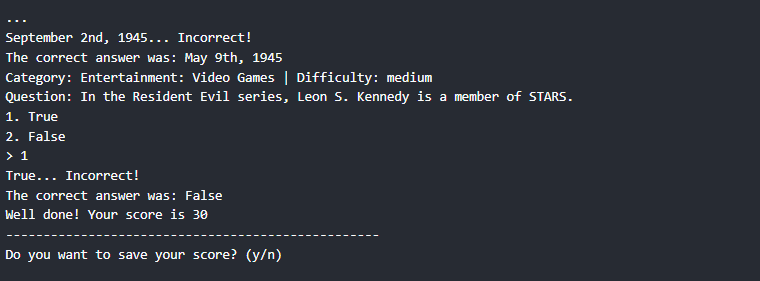 ...
September 2nd, 1945... Incorrect!
The correct answer was: May 9th, 1945
Category: Entertainment: Video Games | Difficulty: medium
Question: In the Resident Evil series, Leon S. Kennedy is a member of STARS.
1. True
2. False
> 1
True... Incorrect!
The correct answer was: False
Well done! Your score is 30
--------------------------------------------------
Do you want to save your score? (y/n)